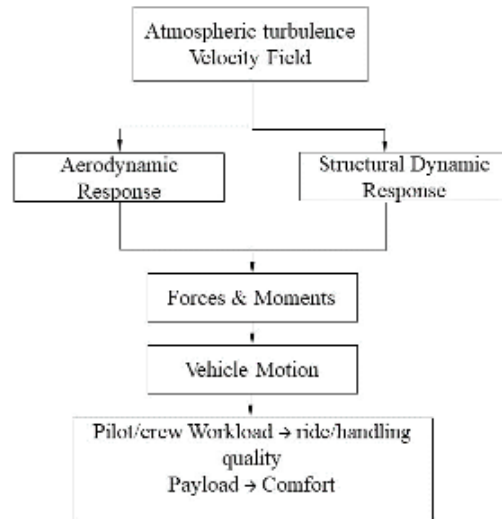 Atmospheric turbulence
Velocity Field
Aerodynamic
Response
Structural Dynamic
Response
Forces & Moments
Vehicle Motion
Pilot/crew Workload → ride/handling
quality
Payload → Comfort